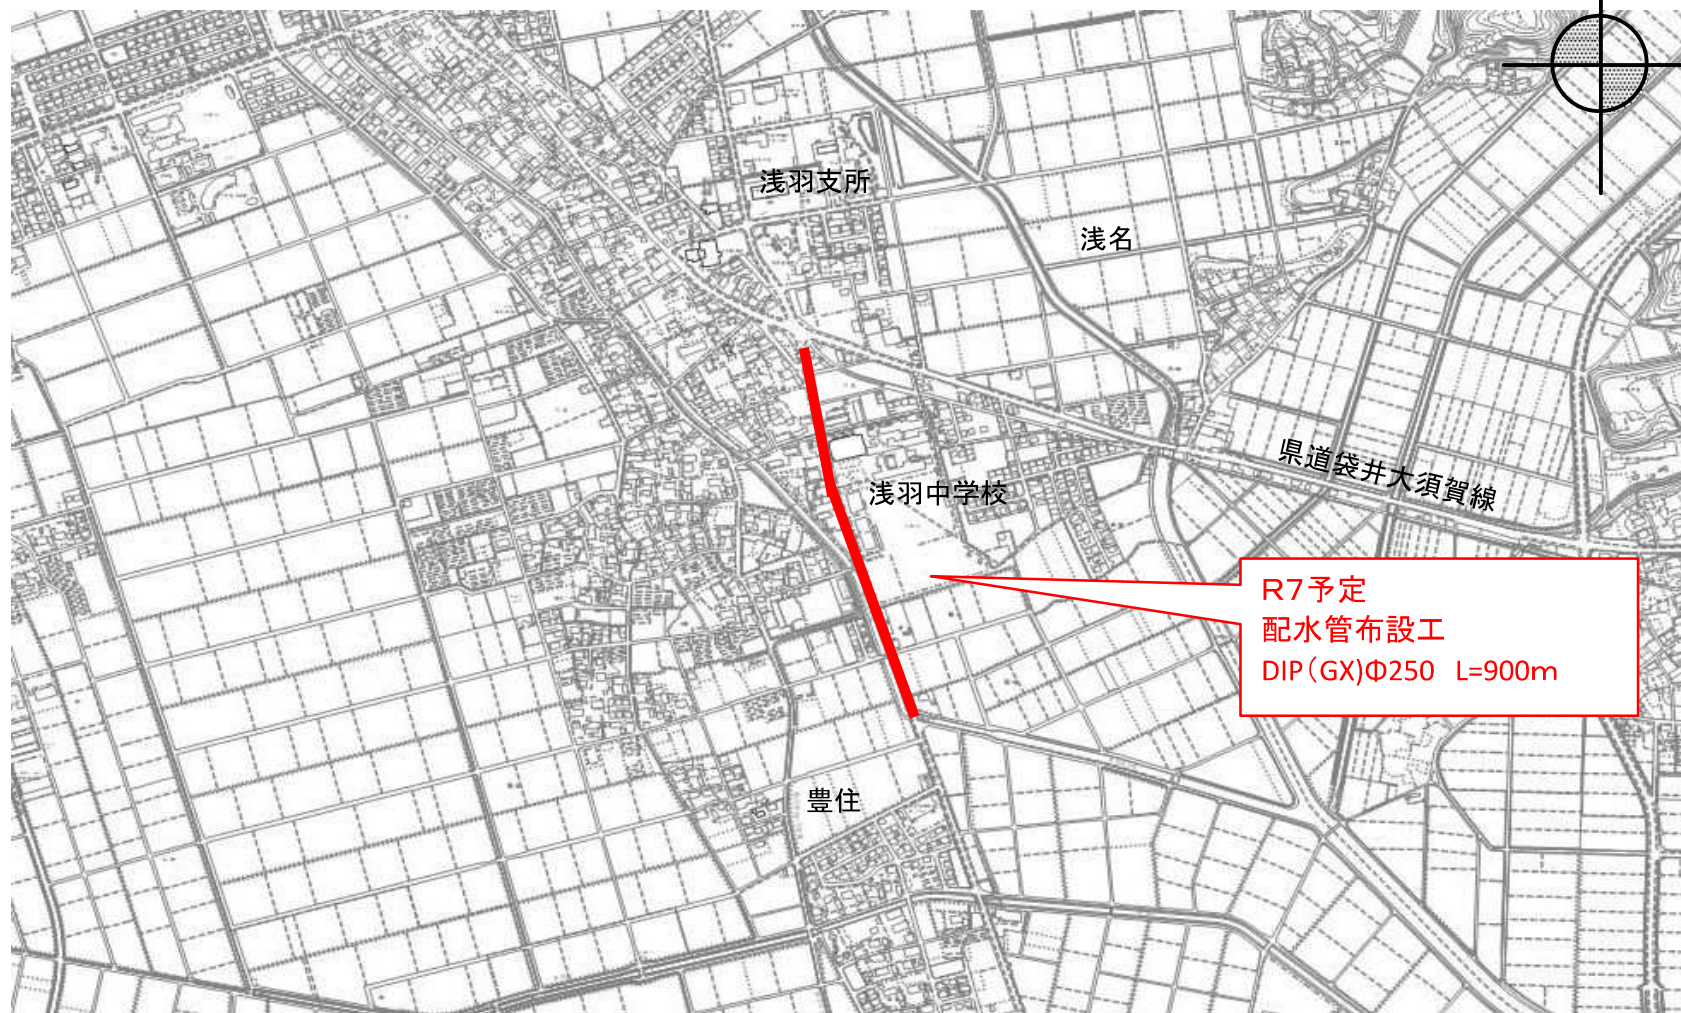 浅羽支所
浅名
県道袋井大須賀線
浅羽中学校
R7予定
配水管布設工
DIP（GX)Φ250　L=900m
豊住